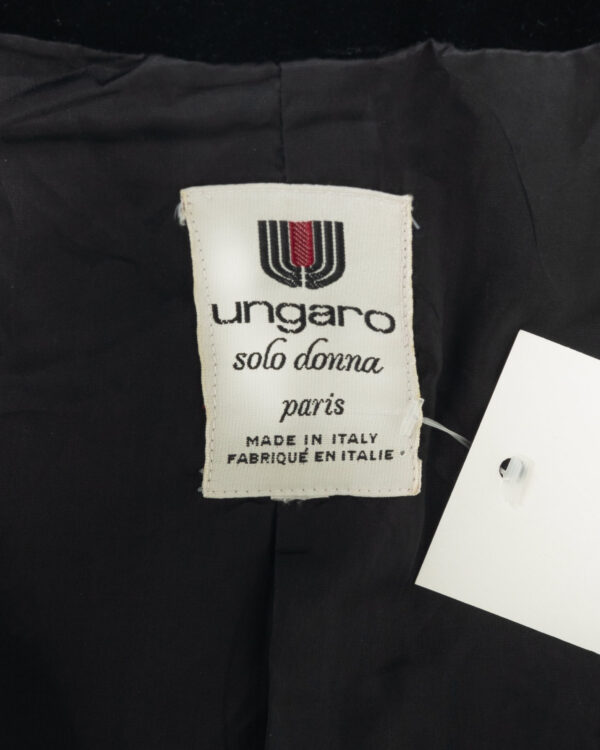 ungaro
solo donna
paris
MADE IN ITALY
FABRIQUÉ EN ITALIE